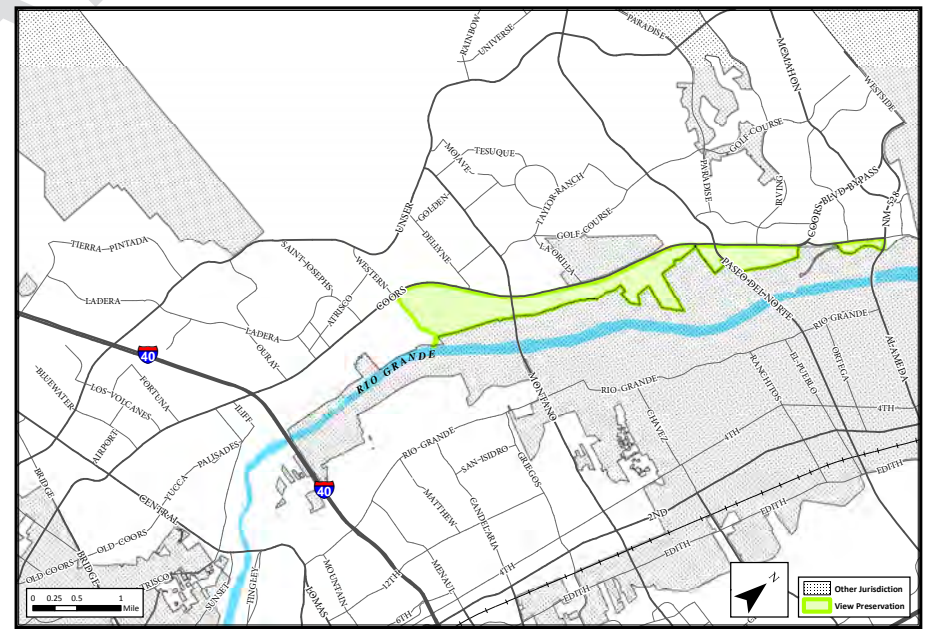 RAINBOW
UNIVERSE
PARADISE
MCMAHON
WESTSIDE
MOJAVE
TESUQUE
GOLF-COURSE
PARADISE
IRVING
COORS-BLVD-BYPASS
NM-528
UNSER
GOLDEN
DELLYNE
TAYLOR-RANCH
GOLF-COURSE
LA-ORILLA
TIERRA-PINTADA
SAINT-JOSEPHS
WESTERN
ATRISCO
COORS
PASEO-DEL-NORTE
LADERA
LADERA
OURAY
40
RIO GRANDE
MONTANO
RIO-GRANDE
ALAMEDA
BLUEWATER
LOS-VOLCANES
FORTUNA
AIRPORT
ILIFF
YUCCA
PALISADES
RIO-GRANDE
RANCHITOS
EL-PUEBLO
ORTEGA
4TH
CHAVEZ
4TH
BRIDGE
CENTRAL
40
RIO-GRANDE
SAN-ISIDRO
GRIEGOS
2ND
EDITH
EDITH
EDITH
MATTHEW
CANDELARIA
4TH
OLD-COORS
OLD-COORS
BRIDGE
TRISCO
SUNSET
TINGLEY
LOMAS
MOUNTAIN
12TH
MENAUL
6TH
EDITH
0 0.25 0.5 1
Mile
N
Other Jurisdiction
View Preservation